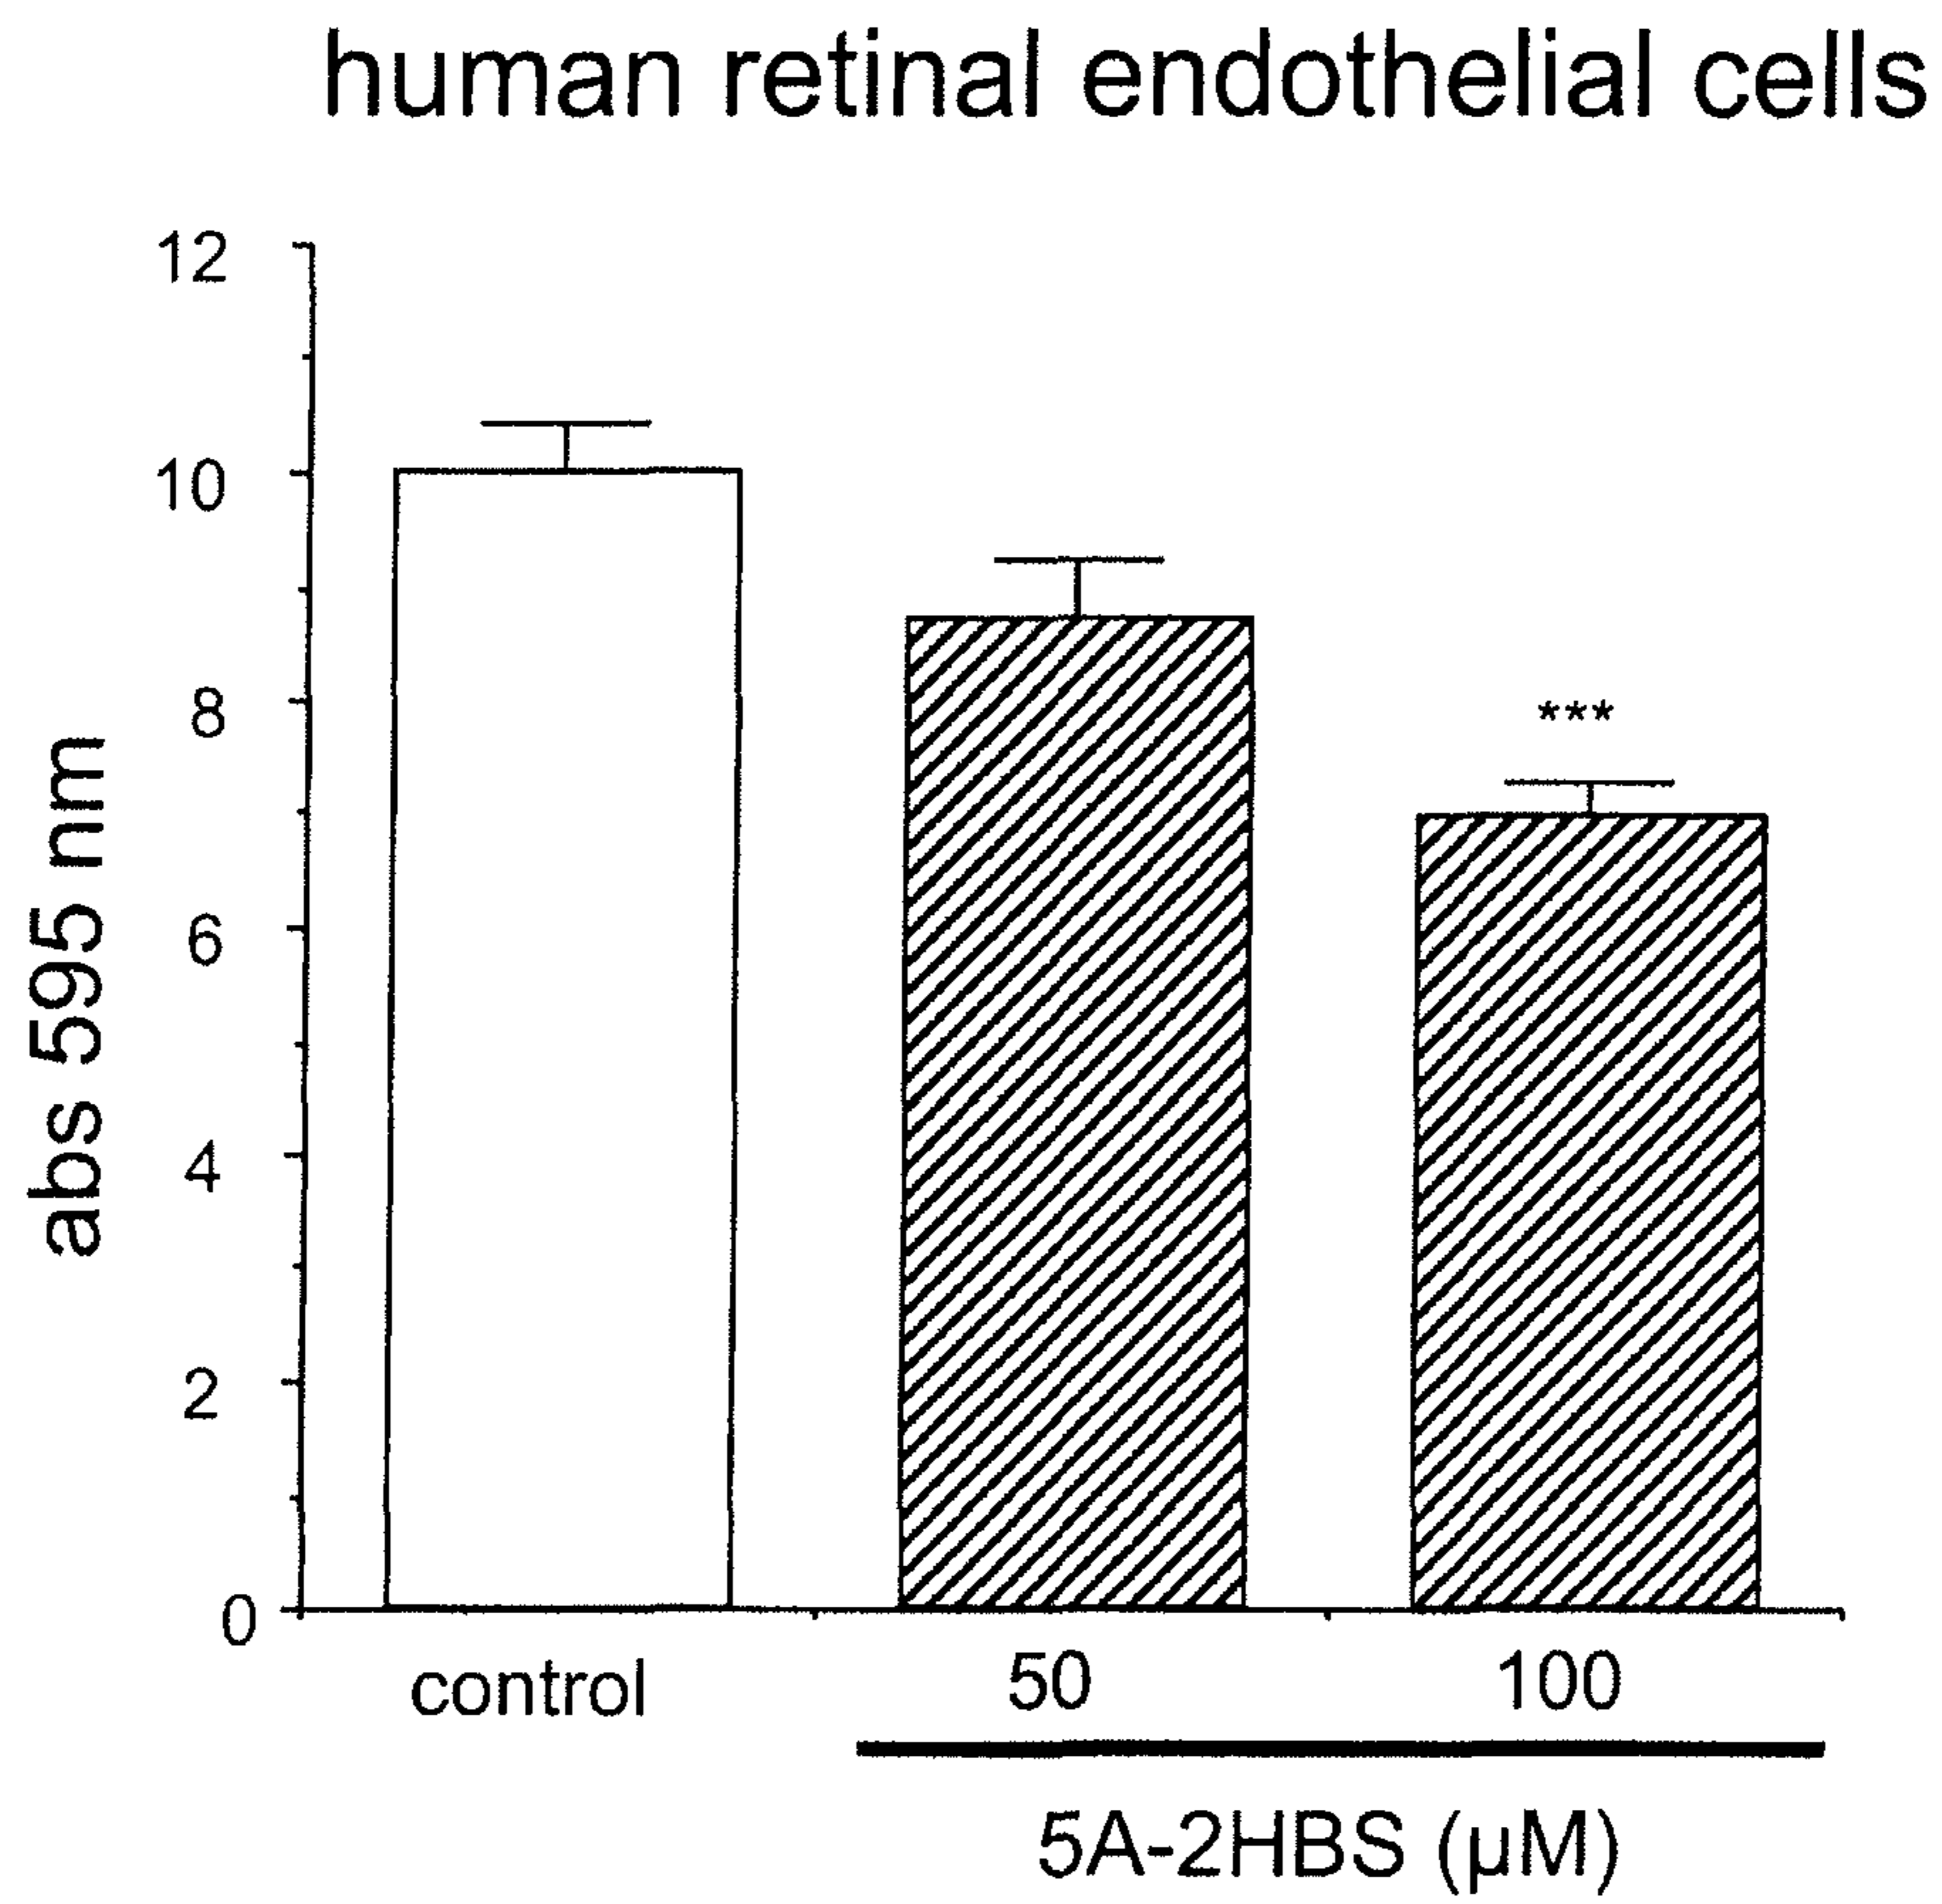 human retinal endothelial cells
12
10
8
6
4
2
0
abs 595 nm
***
control
50
100
5A-2HBS (µM)